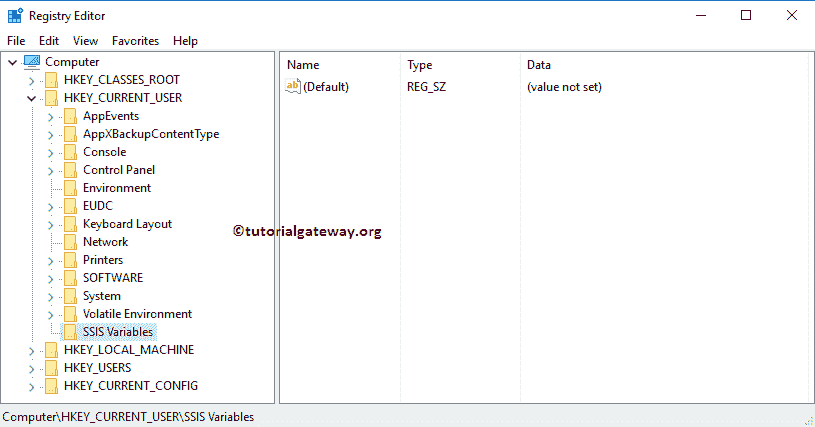 Registry Editor
File Edit View Favorites Help
Computer
HKEY_CLASSES_ROOT
HKEY_CURRENT_USER
AppEvents
AppXBackupContentType
Console
Control Panel
Environment
EUDC
Keyboard Layout
Network
Printers
SOFTWARE
System
Volatile Environment
SSIS Variables
HKEY_LOCAL_MACHINE
HKEY_USERS
HKEY_CURRENT_CONFIG
Name Type Data
ab (Default) REG_SZ (value not set)
©tutorialgateway.org
Computer\HKEY_CURRENT_USER\SSIS Variables